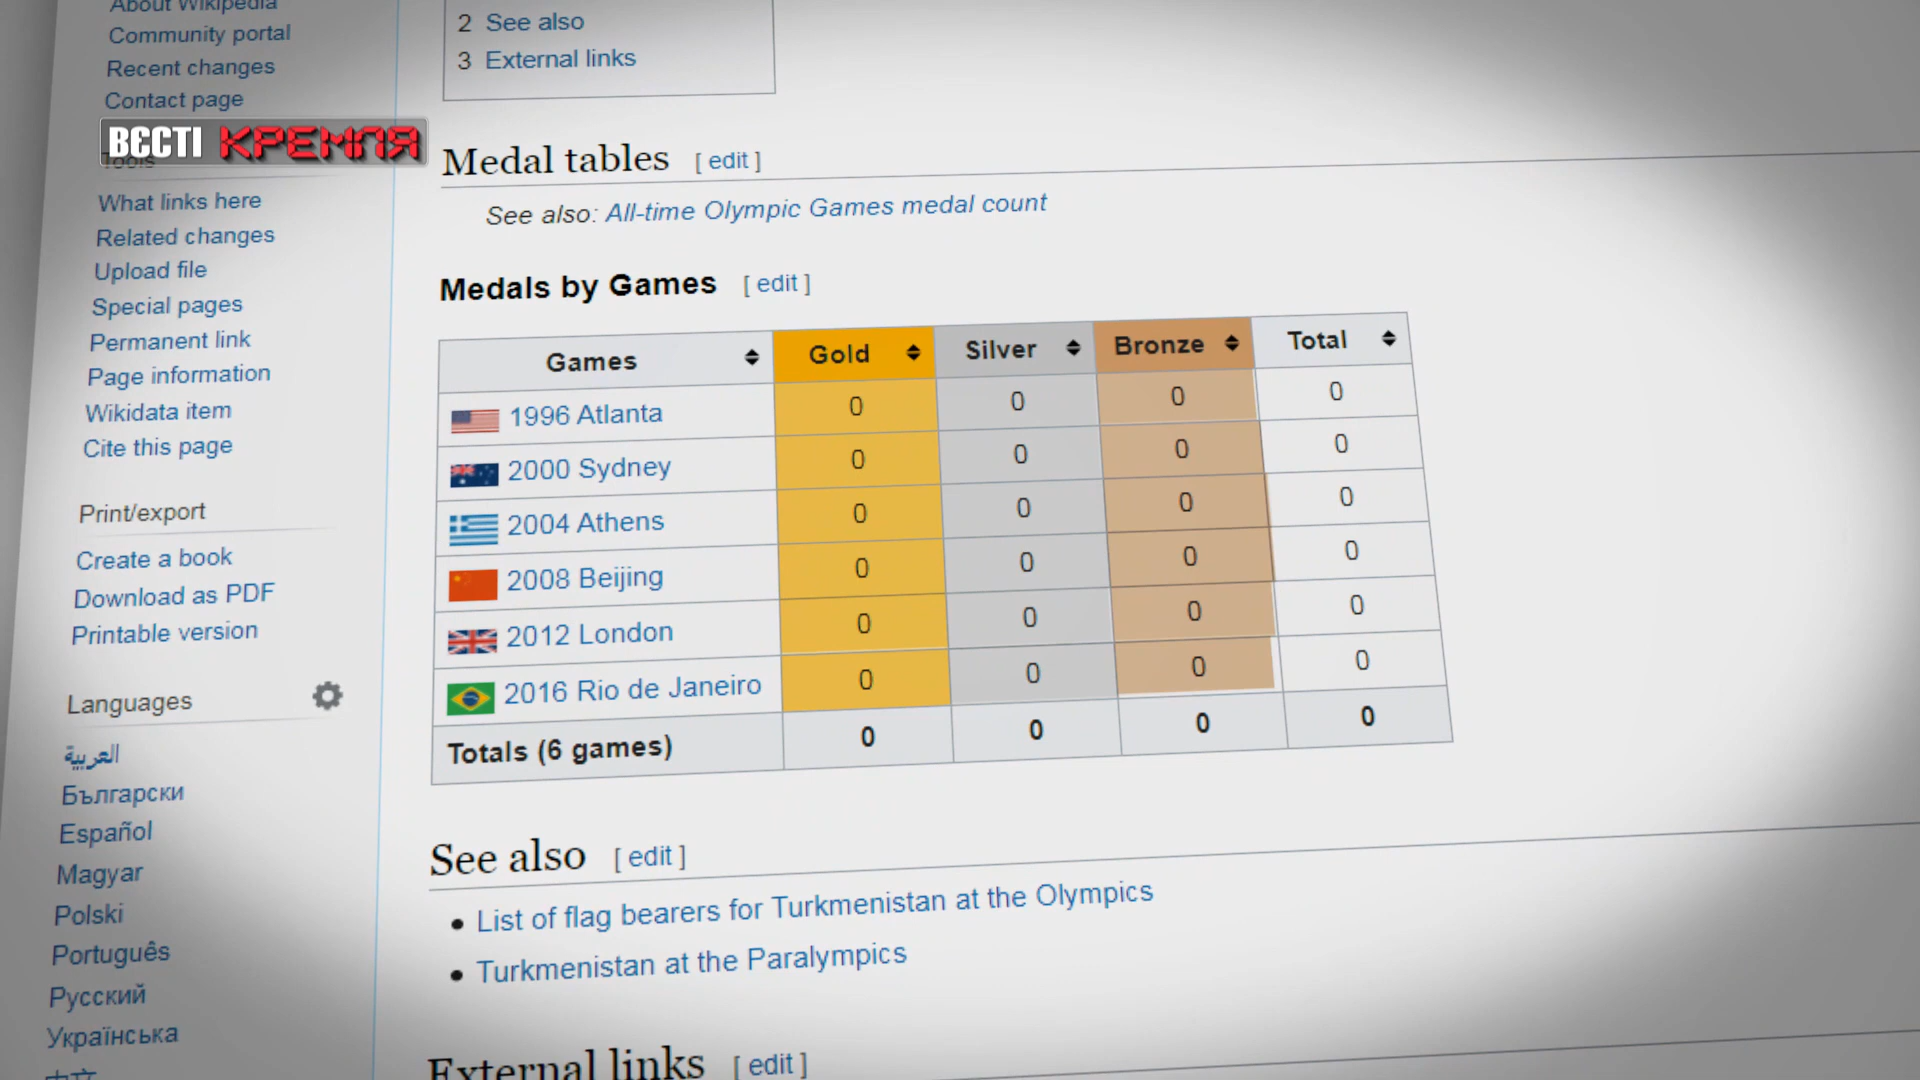 About Wikipedia
Community portal
Recent changes
Contact page
ВЄСТІ КРЕМЛЯ
Tools
What links here
Related changes
Upload file
Special pages
Permanent link
Page information
Wikidata item
Cite this page
Print/export
Create a book
Download as PDF
Printable version
Languages
العربية
Български
Español
Magyar
Polski
Português
Русский
Українська
中文
2 See also
3 External links
Medal tables [ edit ]
See also: All-time Olympic Games medal count
Medals by Games [ edit ]
Games Gold Silver Bronze Total
1996 Atlanta 0 0 0 0
2000 Sydney 0 0 0 0
2004 Athens 0 0 0 0
2008 Beijing 0 0 0 0
2012 London 0 0 0 0
2016 Rio de Janeiro 0 0 0 0
Totals (6 games) 0 0 0 0
See also [ edit ]
• List of flag bearers for Turkmenistan at the Olympics
• Turkmenistan at the Paralympics
External links [ edit ]